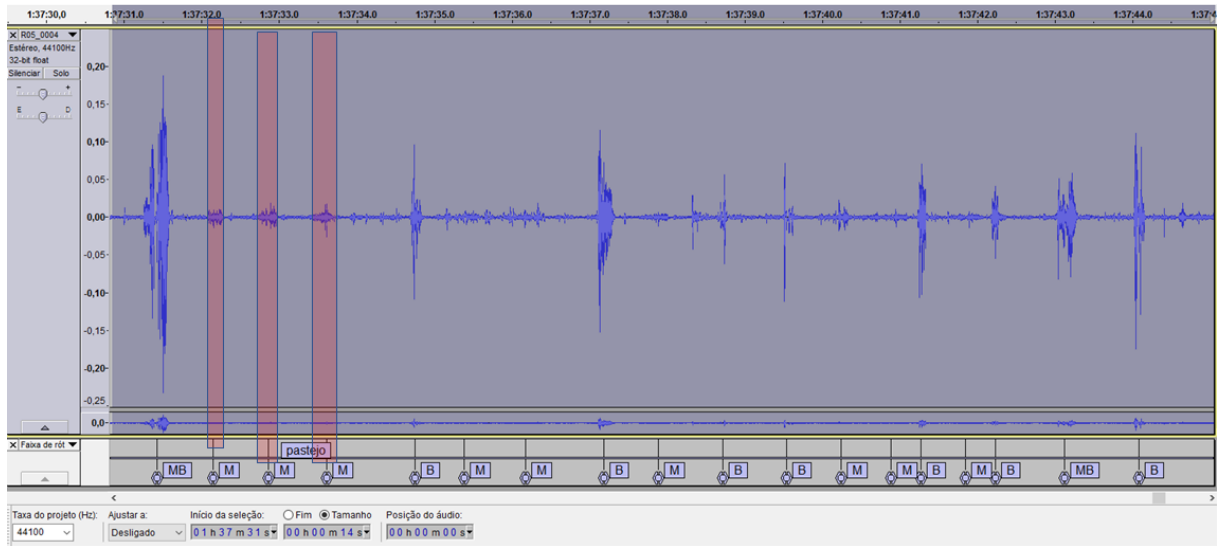 1:37:30,0 1:37:31.0 1:37:32.0 1:37:33.0 1:37:34.0 1:37:35.0 1:37:36.0 1:37:37.0 1:37:38.0 1:37:39.0 1:37:40.0 1:37:41.0 1:37:42.0 1:37:43.0 1:37:44.0 1:37:4
R05_0004
Estéreo, 44100Hz
32-bit float
Silenciar Solo
- +
E D
0,20-
0,15-
0,10-
0,05-
0,00-
-0,05-
-0,10-
-0,15-
-0,20-
-0,25
0,0-
Faixa de rót
pastejo
MB M M M B M M B M B B M M B M B MB B
Taxa do projeto (Hz): Ajustar a: Início da seleção: Fim Tamanho Posição do áudio:
44100 Desligado 01 h 37 m 31 s 00 h 00 m 14 s 00 h 00 m 00 s